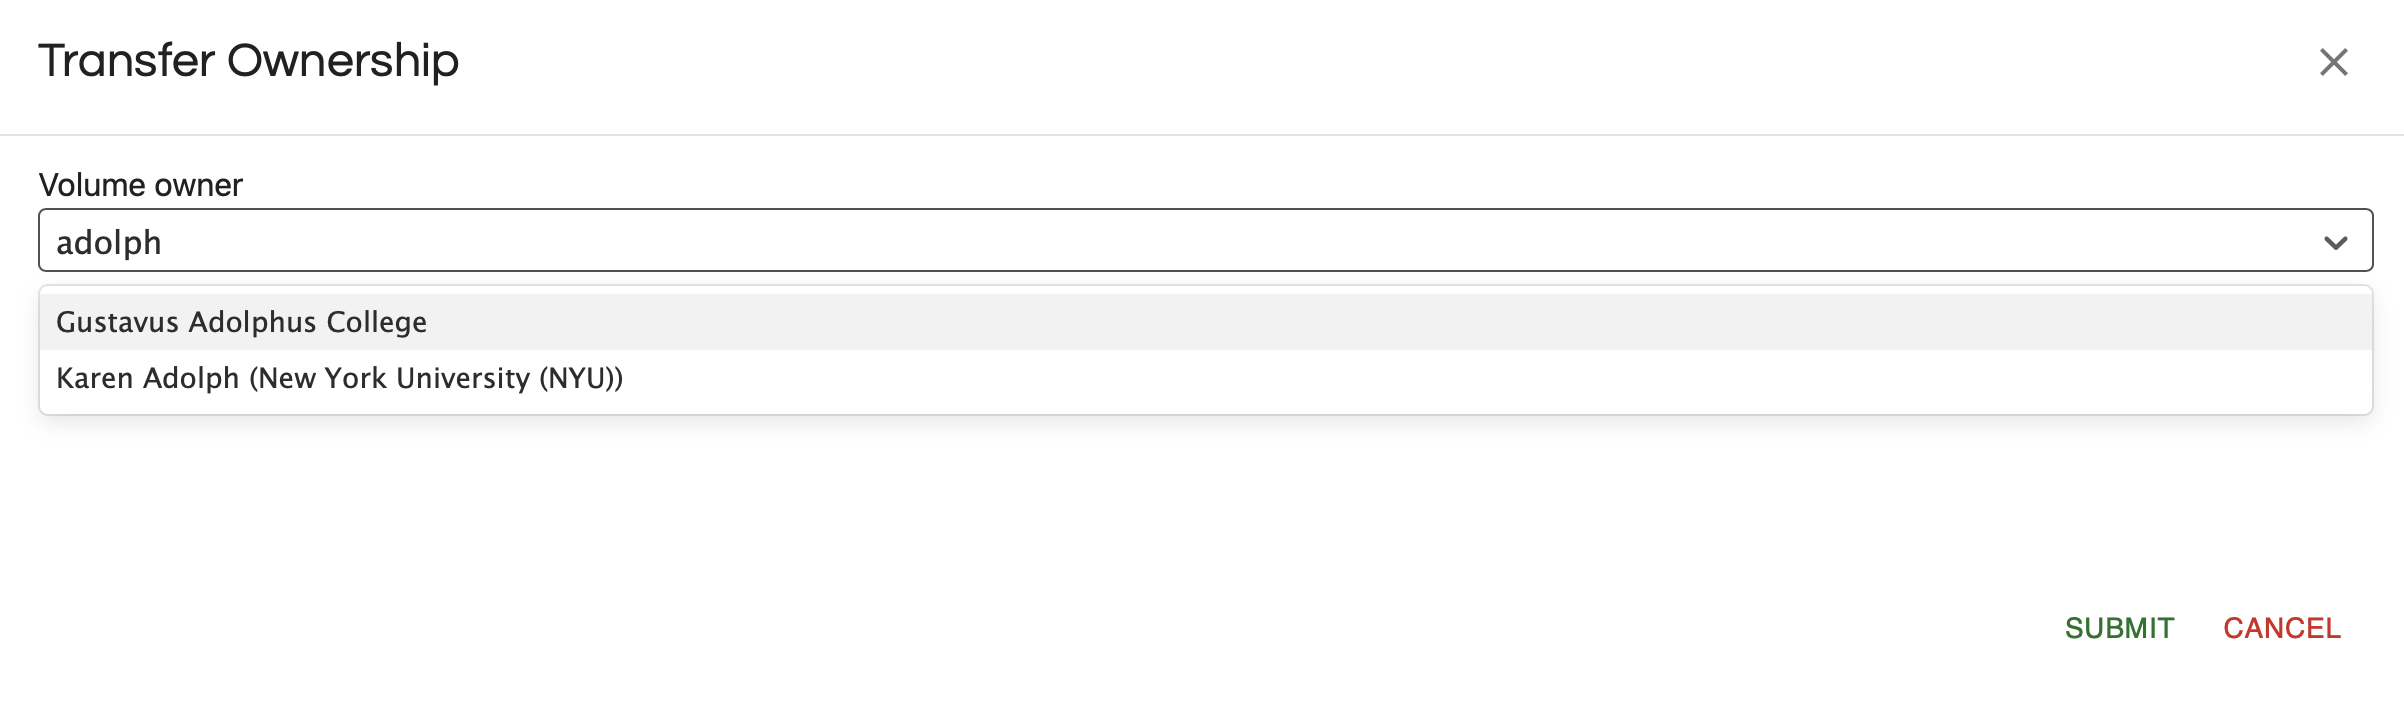 Transfer Ownership
Volume owner
adolph
Gustavus Adolphus College
Karen Adolph (New York University (NYU))
SUBMIT CANCEL